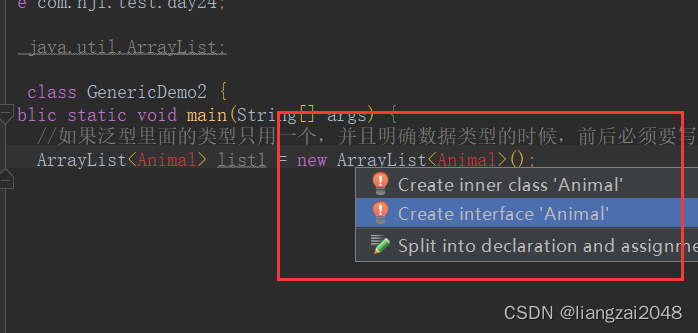 e com.njl.test.day24;
java.util.ArrayList;
class GenericDemo2 {
blic static void main(String[] args) {
//如果泛型里面的类型只用一个，并且明确数据类型的时候，前后必须要写
ArrayList<Animal> list1 = new ArrayList<Animal>();
Create inner class 'Animal'
Create interface 'Animal'
Split into declaration and assignme
CSDN @liangzai2048